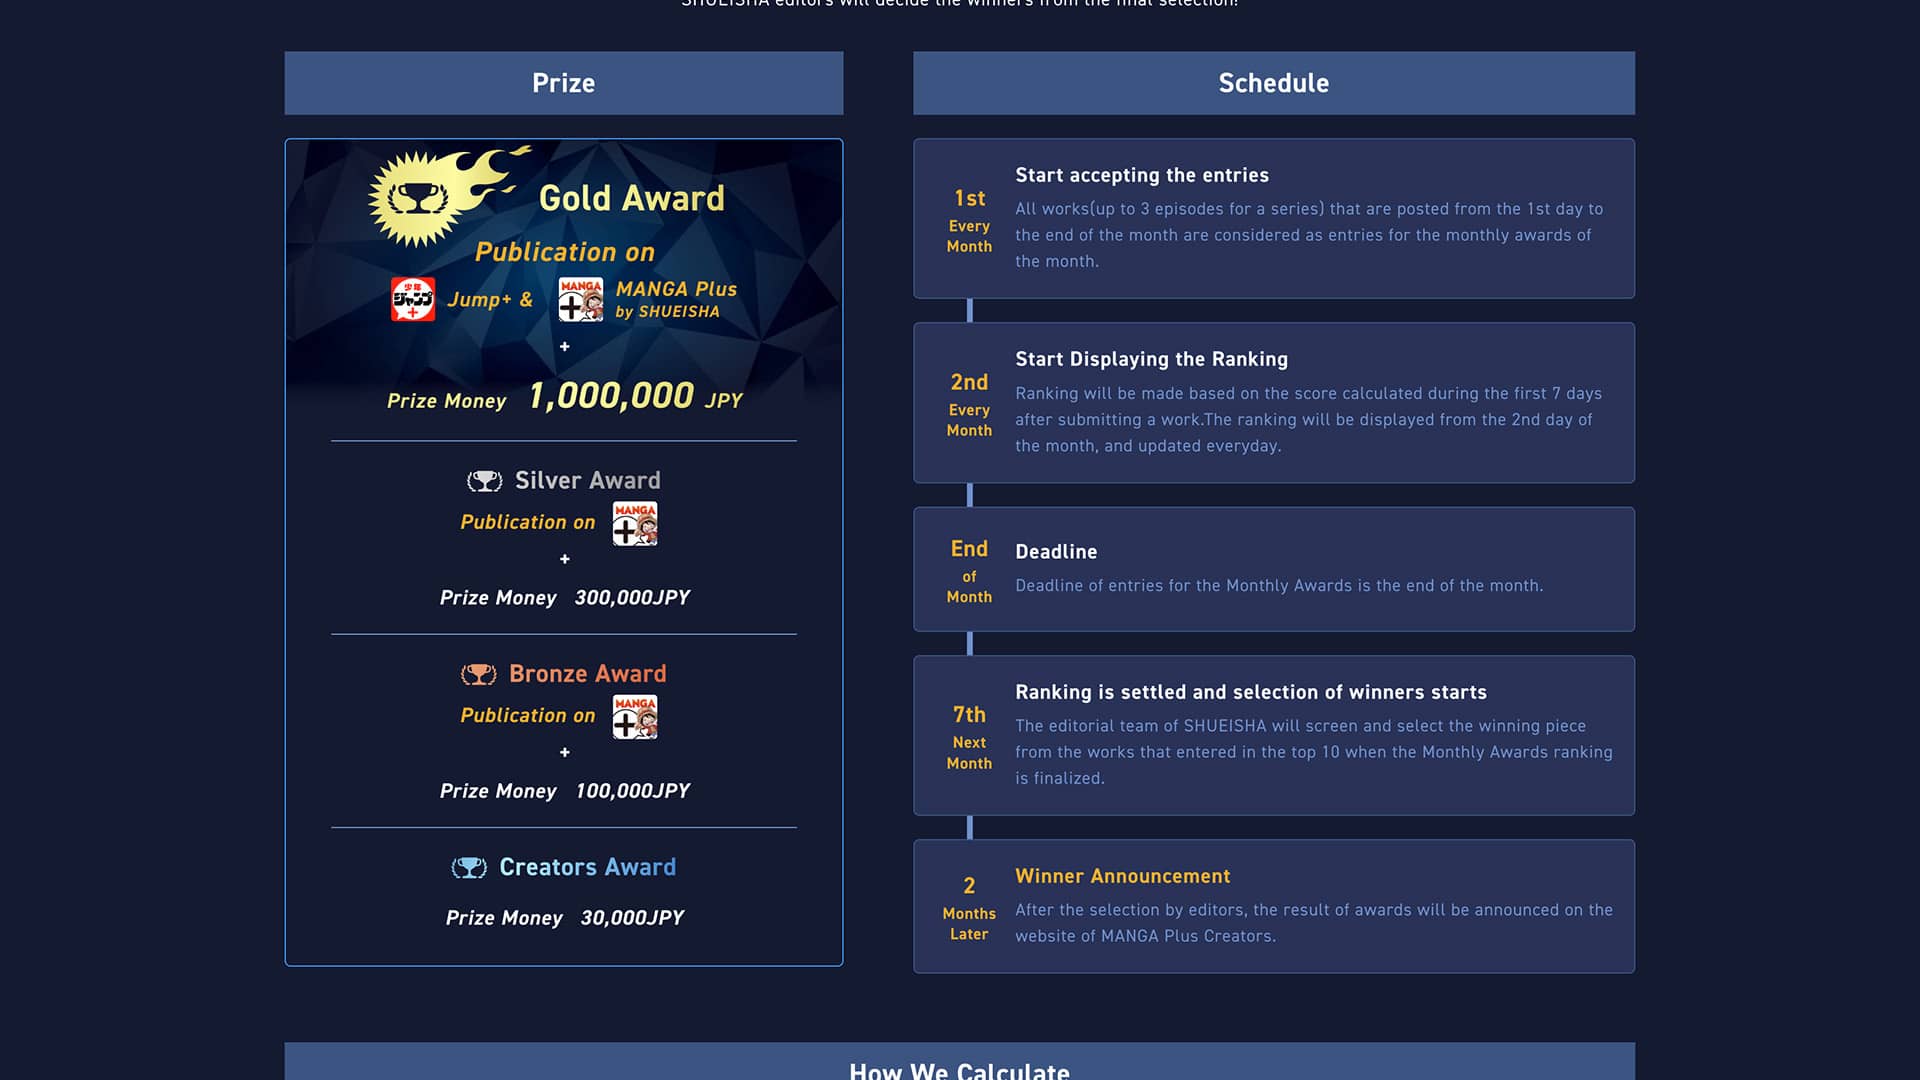 SHUEISHA editors will decide the winners from the final selection!
Prize
Gold Award
Publication on
少年
ジャンプ
+
Jump+ &
MANGA
+
MANGA Plus
by SHUEISHA
+
Prize Money 1,000,000 JPY
Silver Award
Publication on
MANGA
+
+
Prize Money 300,000JPY
Bronze Award
Publication on
MANGA
+
+
Prize Money 100,000JPY
Creators Award
Prize Money 30,000JPY
Schedule
1st
Every
Month
Start accepting the entries
All works(up to 3 episodes for a series) that are posted from the 1st day to
the end of the month are considered as entries for the monthly awards of
the month.
2nd
Every
Month
Start Displaying the Ranking
Ranking will be made based on the score calculated during the first 7 days
after submitting a work.The ranking will be displayed from the 2nd day of
the month, and updated everyday.
End
of
Month
Deadline
Deadline of entries for the Monthly Awards is the end of the month.
7th
Next
Month
Ranking is settled and selection of winners starts
The editorial team of SHUEISHA will screen and select the winning piece
from the works that entered in the top 10 when the Monthly Awards ranking
is finalized.
2
Months
Later
Winner Announcement
After the selection by editors, the result of awards will be announced on the
website of MANGA Plus Creators.
How We Calculate